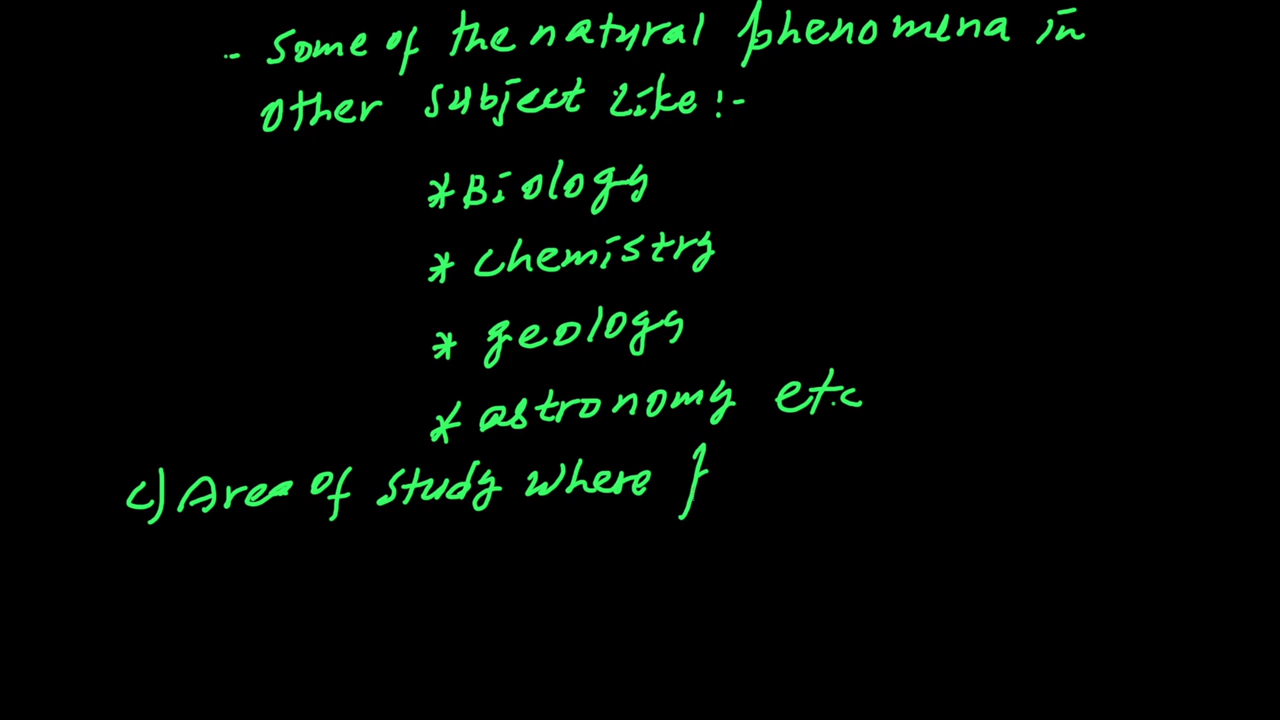 - Some of the natural phenomena in
other subject like :-
* Biology
* chemistry
* geology
* astronomy etc
c) Area of study where